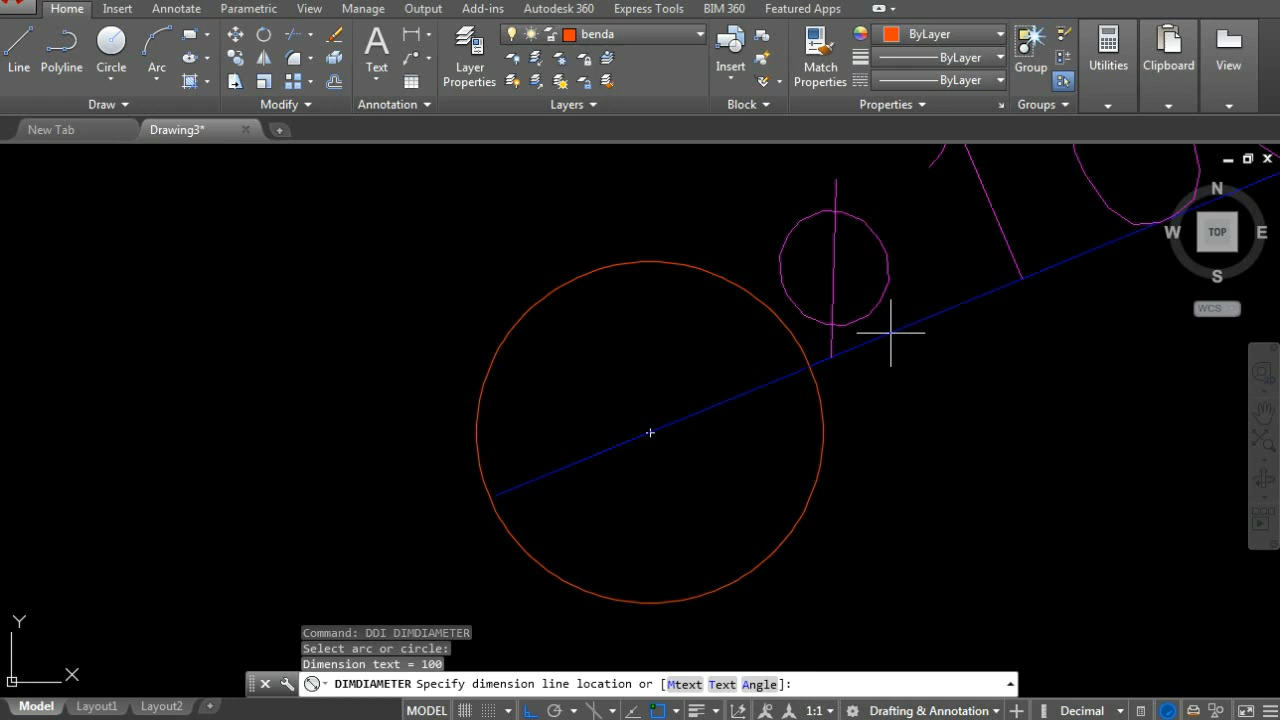 Home Insert Annotate Parametric View Manage Output Add-ins Autodesk 360 Express Tools BIM 360 Featured Apps
benda
ByLayer
ByLayer
ByLayer
Line Polyline Circle Arc Text Layer Properties Insert Match Properties Group Utilities Clipboard View
Draw Modify Annotation Layers Block Properties Groups
New Tab Drawing3*
N
W TOP E
S
WCS
Ø 1
Y
X
Command: DDI DIMDIAMETER
Select arc or circle:
Dimension text = 100
DIMDIAMETER Specify dimension line location or [Mtext Text Angle]:
Model Layout1 Layout2 + MODEL 1:1 Drafting & Annotation Decimal